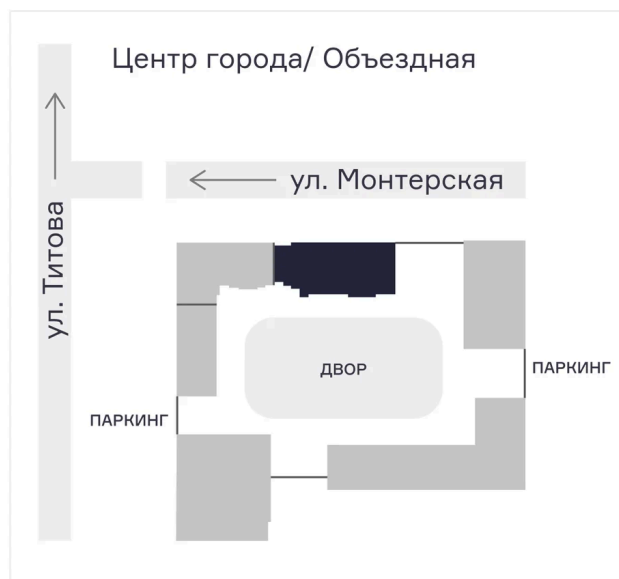 Центр города/ Объездная
ул. Монтерская
ул. Титова
ДВОР
ПАРКИНГ
ПАРКИНГ